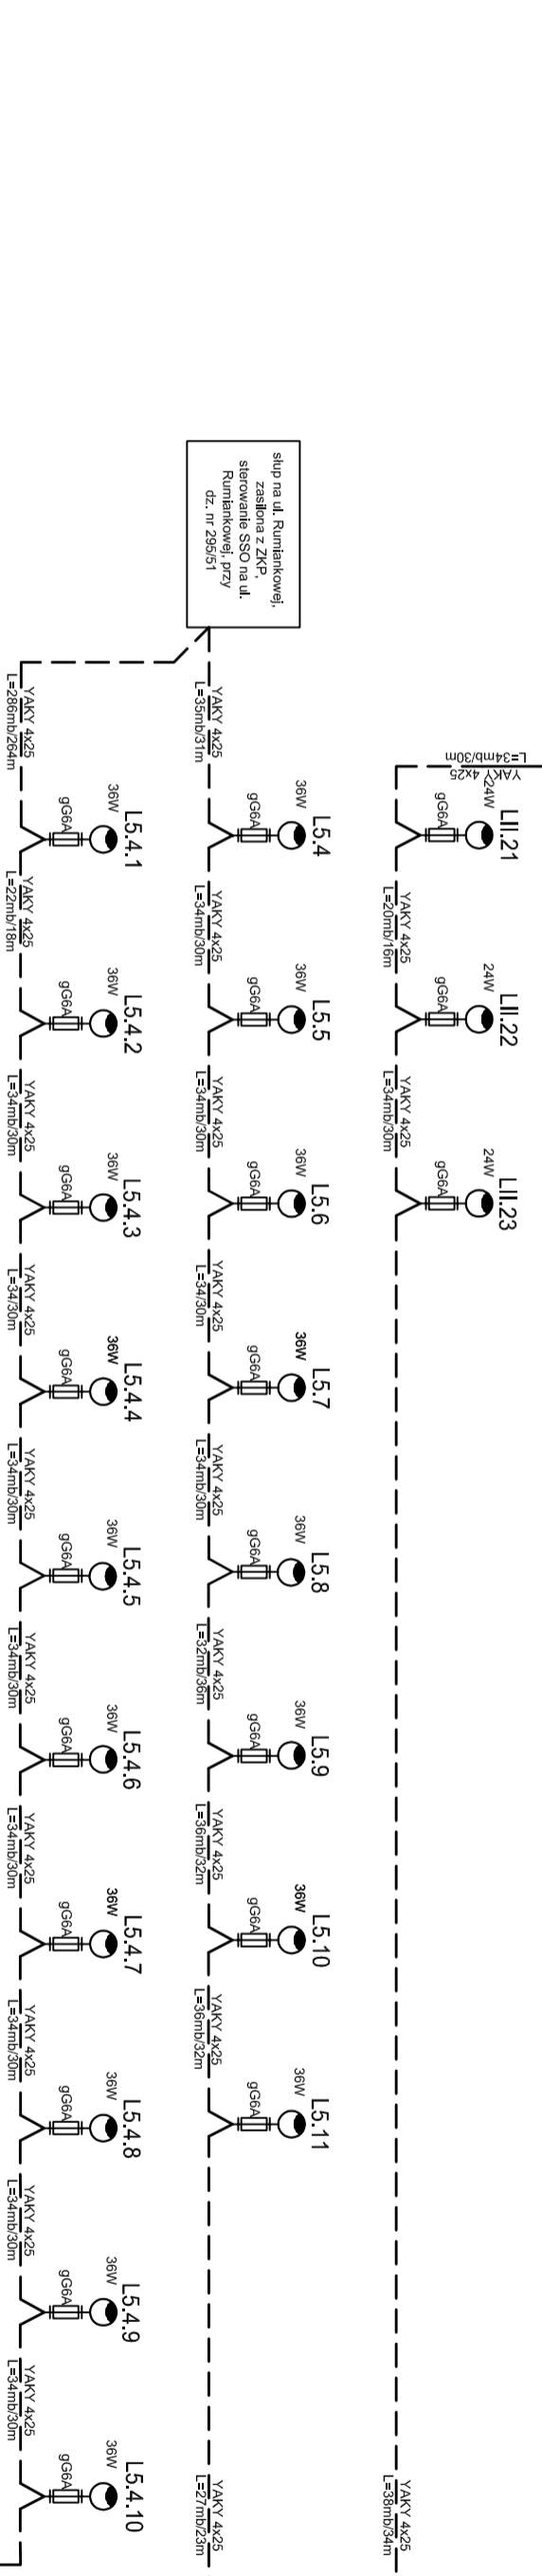 słup na ul. Rumiankowej,
zasilona z ZKP,
sterowanie SSO na ul.
Rumiankowej, przy
dz. nr 295/51
YAKY 4x25
L=34mb/30m
LII.21
24W
gG6A
YAKY 4x25
L=20mb/16m
LII.22
24W
gG6A
YAKY 4x25
L=34mb/30m
LII.23
24W
gG6A
YAKY 4x25
L=38mb/34m
YAKY 4x25
L=35mb/31m
L5.4
36W
gG6A
YAKY 4x25
L=34mb/30m
L5.5
36W
gG6A
YAKY 4x25
L=34mb/30m
L5.6
36W
gG6A
YAKY 4x25
L=34/30m
L5.7
36W
gG6A
YAKY 4x25
L=34mb/30m
L5.8
36W
gG6A
YAKY 4x25
L=32mb/36m
L5.9
36W
gG6A
YAKY 4x25
L=36mb/32m
L5.10
36W
gG6A
YAKY 4x25
L=36mb/32m
L5.11
36W
gG6A
YAKY 4x25
L=27mb/23m
YAKY 4x25
L=286mb/264m
L5.4.1
36W
gG6A
YAKY 4x25
L=22mb/18m
L5.4.2
36W
gG6A
YAKY 4x25
L=34mb/30m
L5.4.3
36W
gG6A
YAKY 4x25
L=34/30m
L5.4.4
36W
gG6A
YAKY 4x25
L=34mb/30m
L5.4.5
36W
gG6A
YAKY 4x25
L=34mb/30m
L5.4.6
36W
gG6A
YAKY 4x25
L=34mb/30m
L5.4.7
36W
gG6A
YAKY 4x25
L=34mb/30m
L5.4.8
36W
gG6A
YAKY 4x25
L=34mb/30m
L5.4.9
36W
gG6A
YAKY 4x25
L=34mb/30m
L5.4.10
36W
gG6A